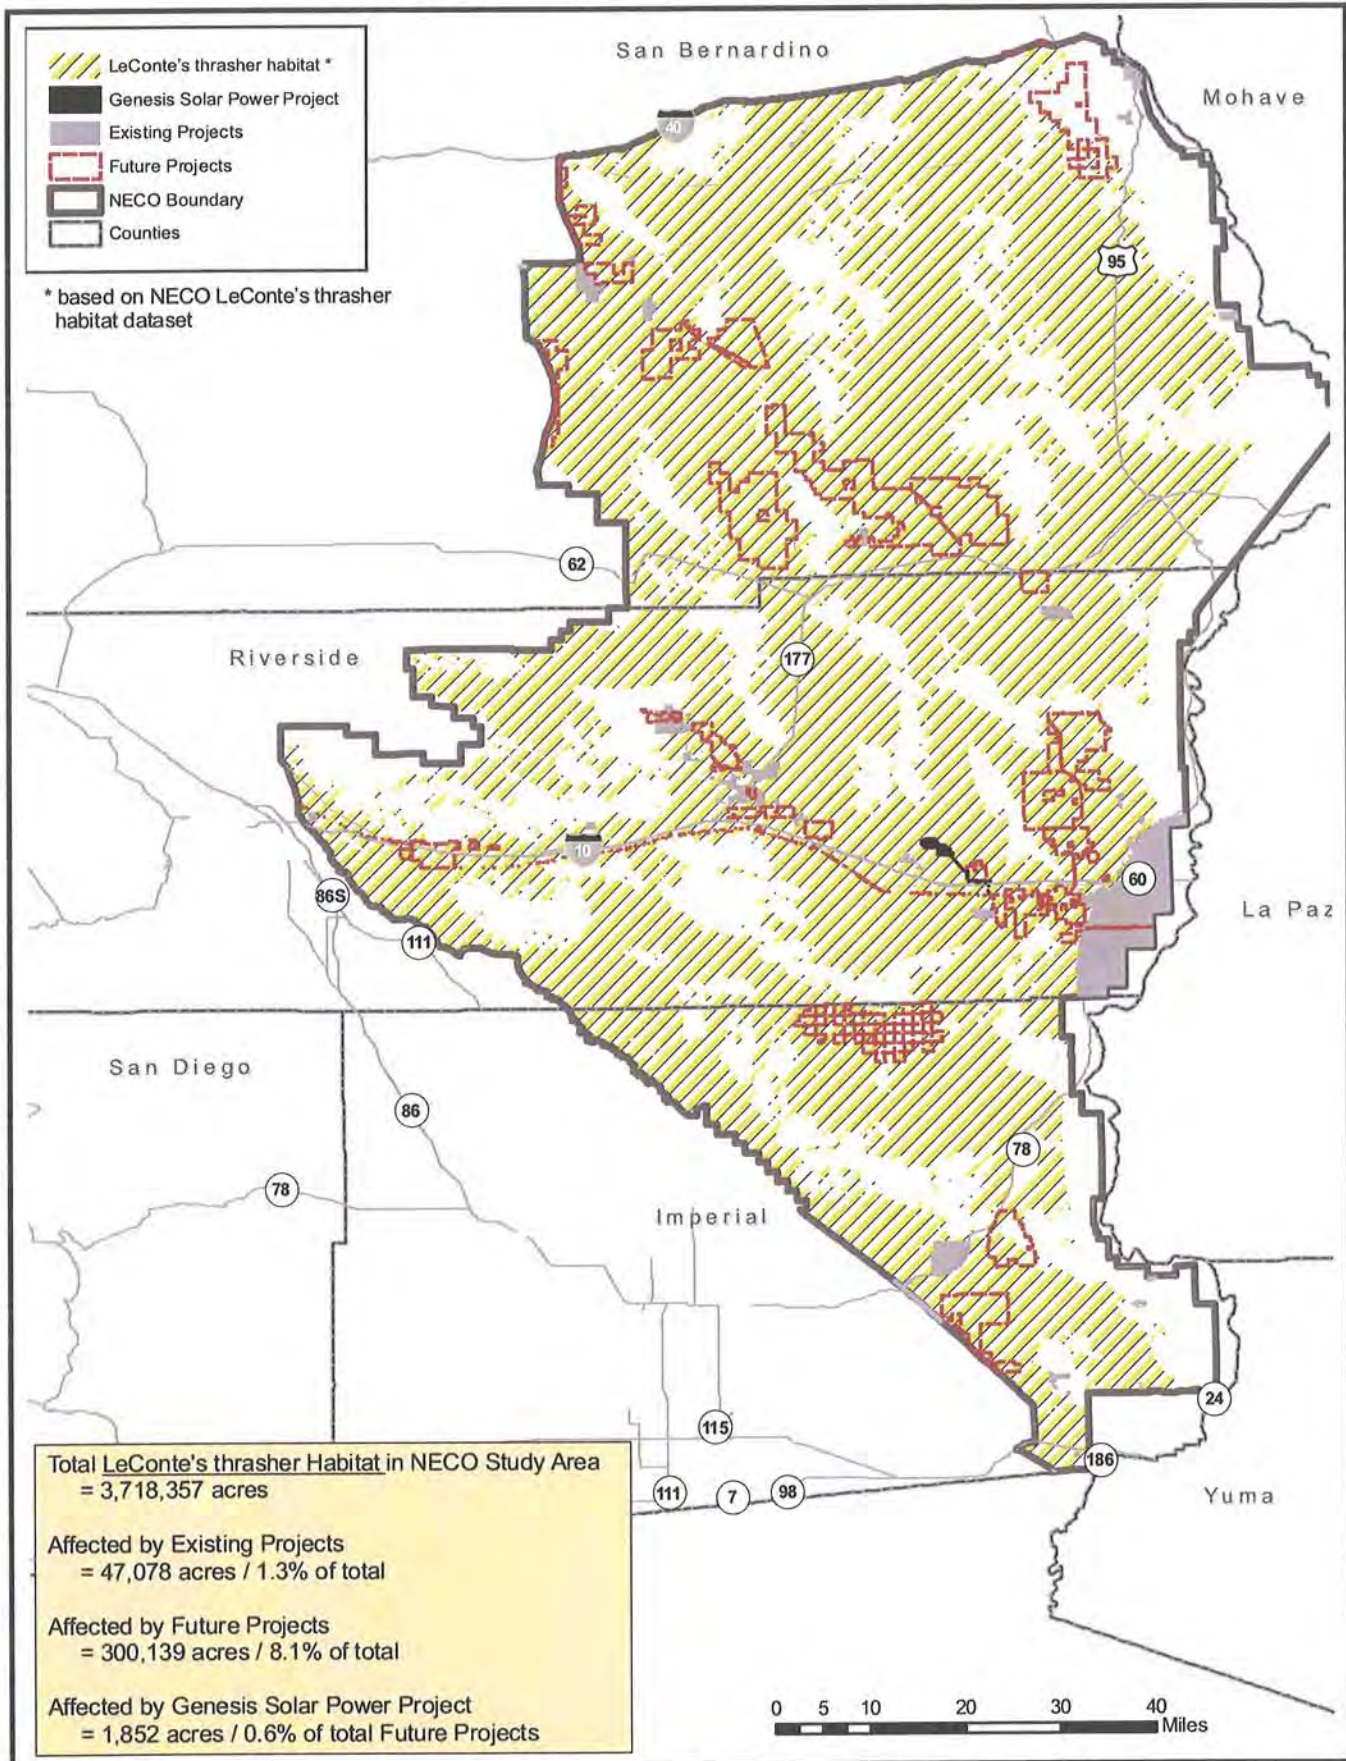 LeConte's thrasher habitat *
Genesis Solar Power Project
Existing Projects
Future Projects
NECO Boundary
Counties
* based on NECO LeConte's thrasher
habitat dataset
San Bernardino
Mohave
40
95
62
Riverside
177
10
60
86S
111
La Paz
San Diego
86
78
78
Imperial
115
24
111
7
98
186
Yuma
Total LeConte's thrasher Habitat in NECO Study Area
= 3,718,357 acres
Affected by Existing Projects
= 47,078 acres / 1.3% of total
Affected by Future Projects
= 300,139 acres / 8.1% of total
Affected by Genesis Solar Power Project
= 1,852 acres / 0.6% of total Future Projects
0 5 10 20 30 40
Miles